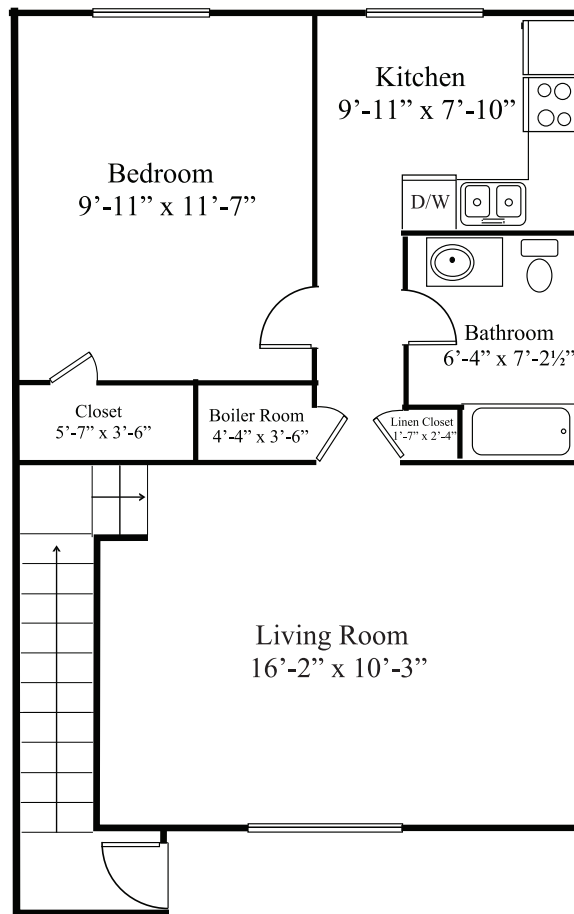 Kitchen
9’-11” x 7’-10”
Bedroom
9’-11” x 11’-7”
D/W
Bathroom
6’-4” x 7’-2½”
Closet
5’-7” x 3’-6”
Boiler Room
4’-4” x 3’-6”
Linen Closet
1’-7” x 2’-4”
Living Room
16’-2” x 10’-3”